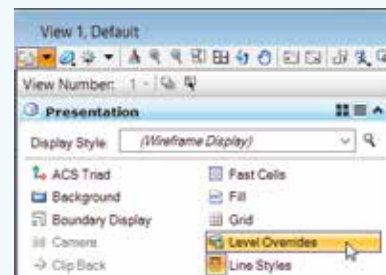 View 1, Default
View Number: 1
Presentation
Display Style (Wireframe Display)
ACS Triad Fast Cells
Background Fill
Boundary Display Grid
Camera Level Overrides
Clip Back Line Styles